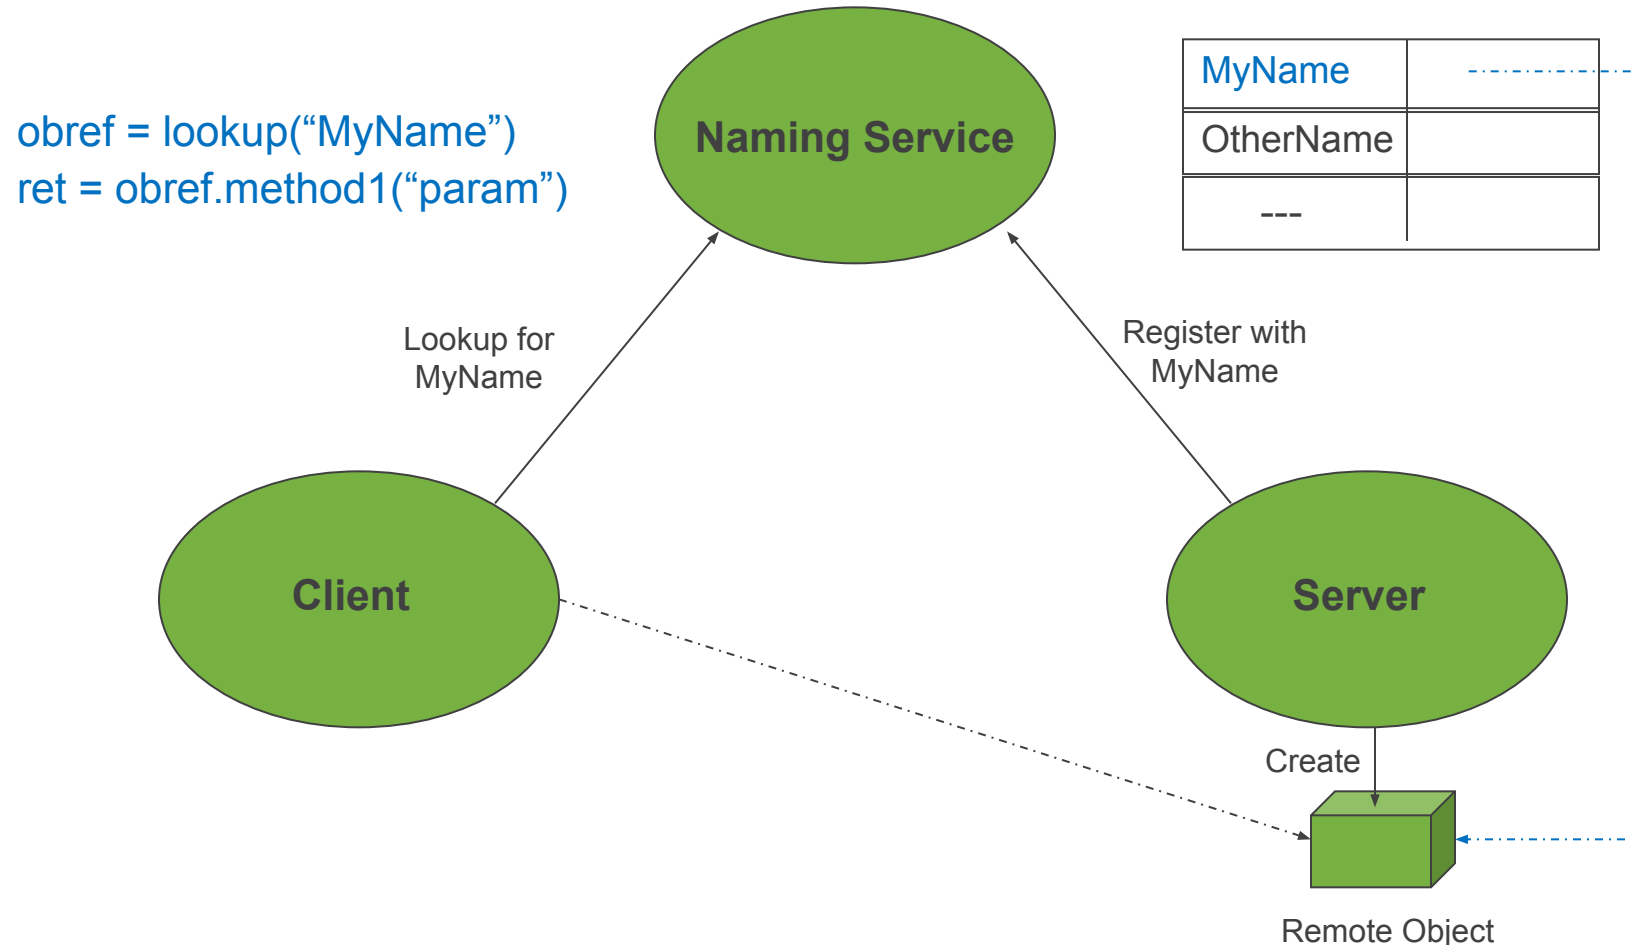 obref = lookup(“MyName”)
ret = obref.method1(“param”)
Naming Service
MyName
OtherName
---
Lookup for
MyName
Register with
MyName
Client
Server
Create
Remote Object